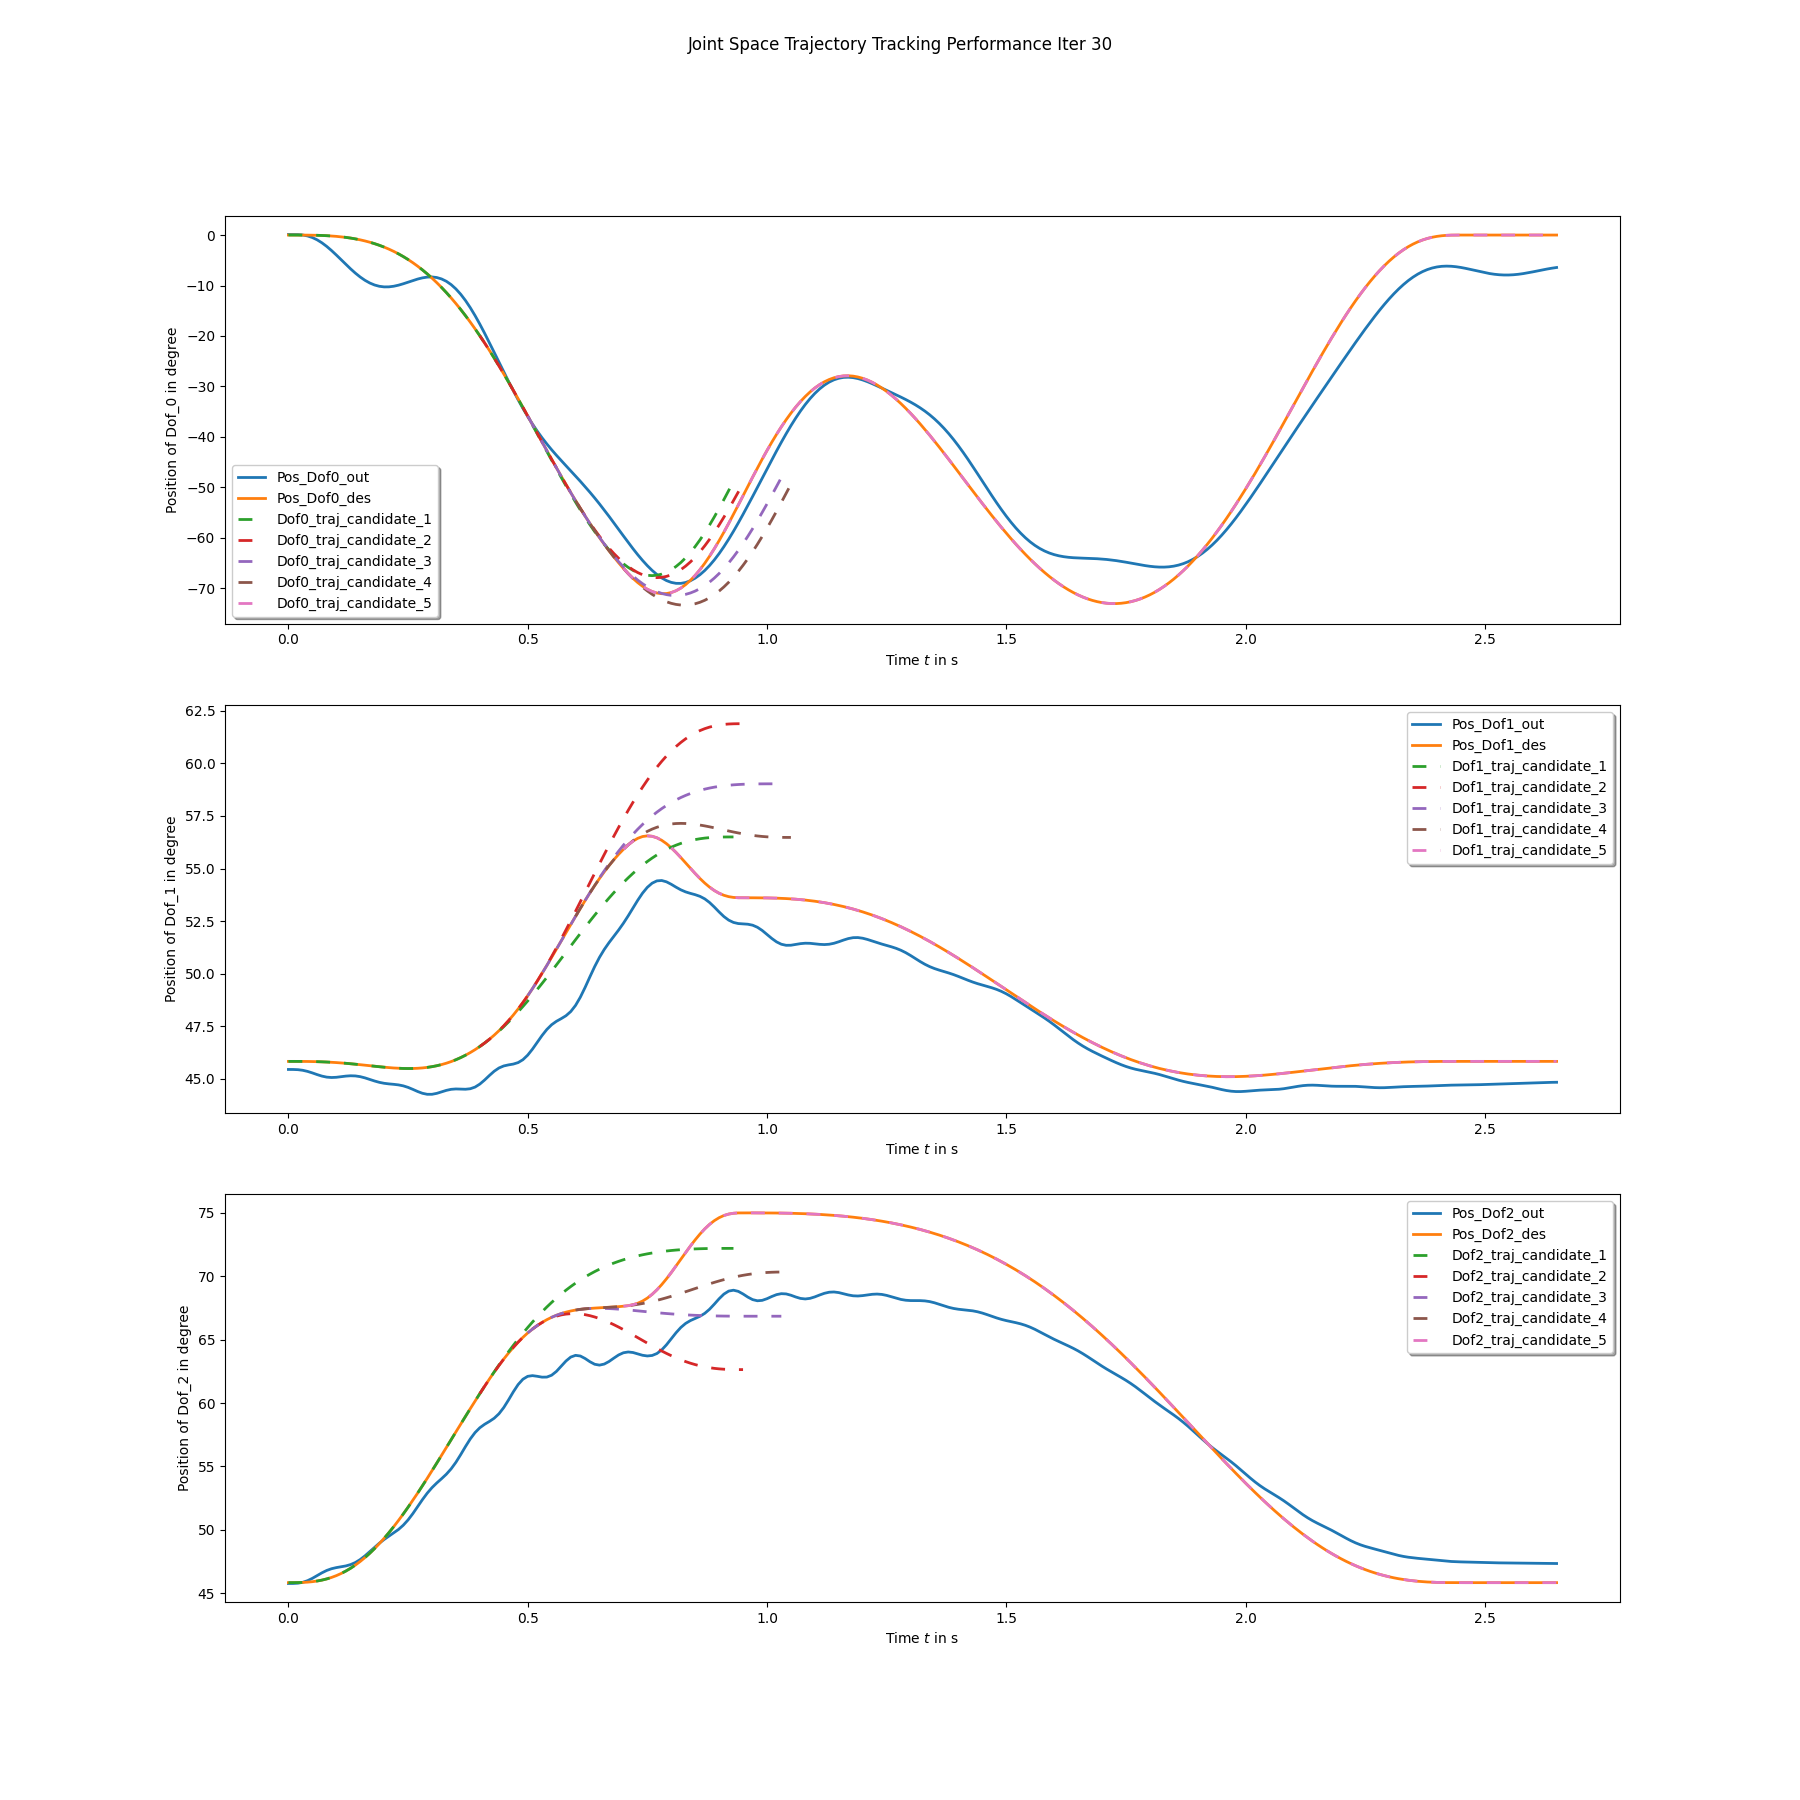 Joint Space Trajectory Tracking Performance Iter 30
Position of Dof_0 in degree
0
−10
−20
−30
−40
−50
−60
−70
Pos_Dof0_out
Pos_Dof0_des
Dof0_traj_candidate_1
Dof0_traj_candidate_2
Dof0_traj_candidate_3
Dof0_traj_candidate_4
Dof0_traj_candidate_5
0.0 0.5 1.0 1.5 2.0 2.5
Time t in s
Position of Dof_1 in degree
62.5
60.0
57.5
55.0
52.5
50.0
47.5
45.0
Pos_Dof1_out
Pos_Dof1_des
Dof1_traj_candidate_1
Dof1_traj_candidate_2
Dof1_traj_candidate_3
Dof1_traj_candidate_4
Dof1_traj_candidate_5
0.0 0.5 1.0 1.5 2.0 2.5
Time t in s
Position of Dof_2 in degree
75
70
65
60
55
50
45
Pos_Dof2_out
Pos_Dof2_des
Dof2_traj_candidate_1
Dof2_traj_candidate_2
Dof2_traj_candidate_3
Dof2_traj_candidate_4
Dof2_traj_candidate_5
0.0 0.5 1.0 1.5 2.0 2.5
Time t in s